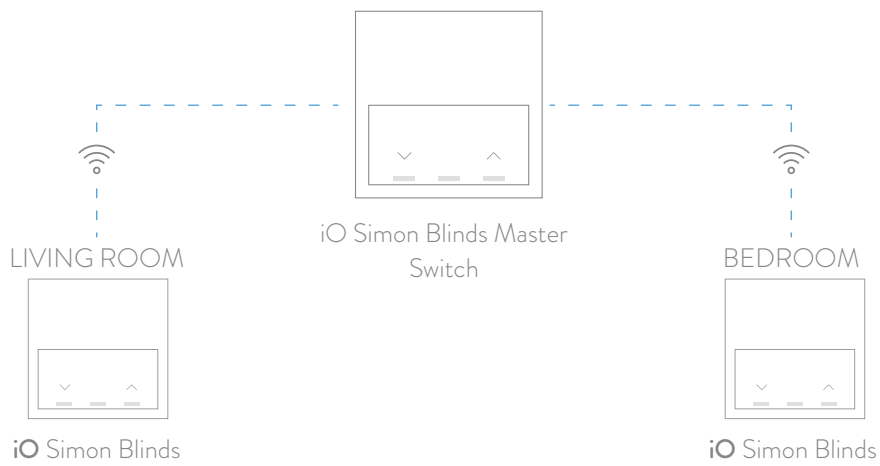 iO Simon Blinds Master
Switch
LIVING ROOM
BEDROOM
iO Simon Blinds
iO Simon Blinds